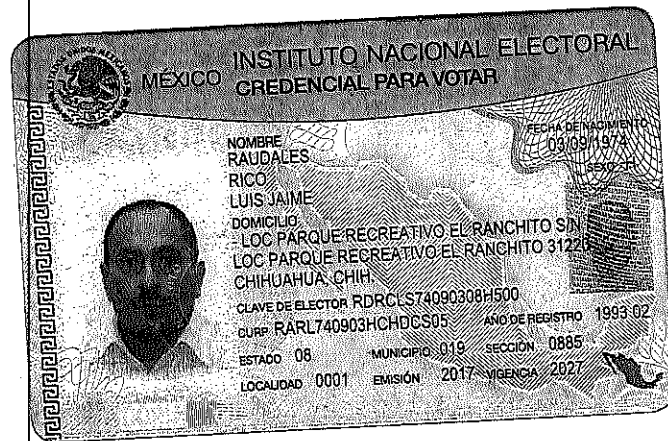 MÉXICO
INSTITUTO NACIONAL ELECTORAL
CREDENCIAL PARA VOTAR
NOMBRE
RAUDALES
RICO
LUIS JAIME
FECHA DE NACIMIENTO
03/09/1974
SEXO
DOMICILIO
LOC PARQUE RECREATIVO EL RANCHITO S/N
LOC PARQUE RECREATIVO EL RANCHITO 31220
CHIHUAHUA, CHIH.
CLAVE DE ELECTOR RDRCLS74090308H500
CURP RARL740903HCHDCS05 AÑO DE REGISTRO 1993 02
ESTADO 08 MUNICIPIO 019 SECCIÓN 0885
LOCALIDAD 0001 EMISIÓN 2017 VIGENCIA 2027